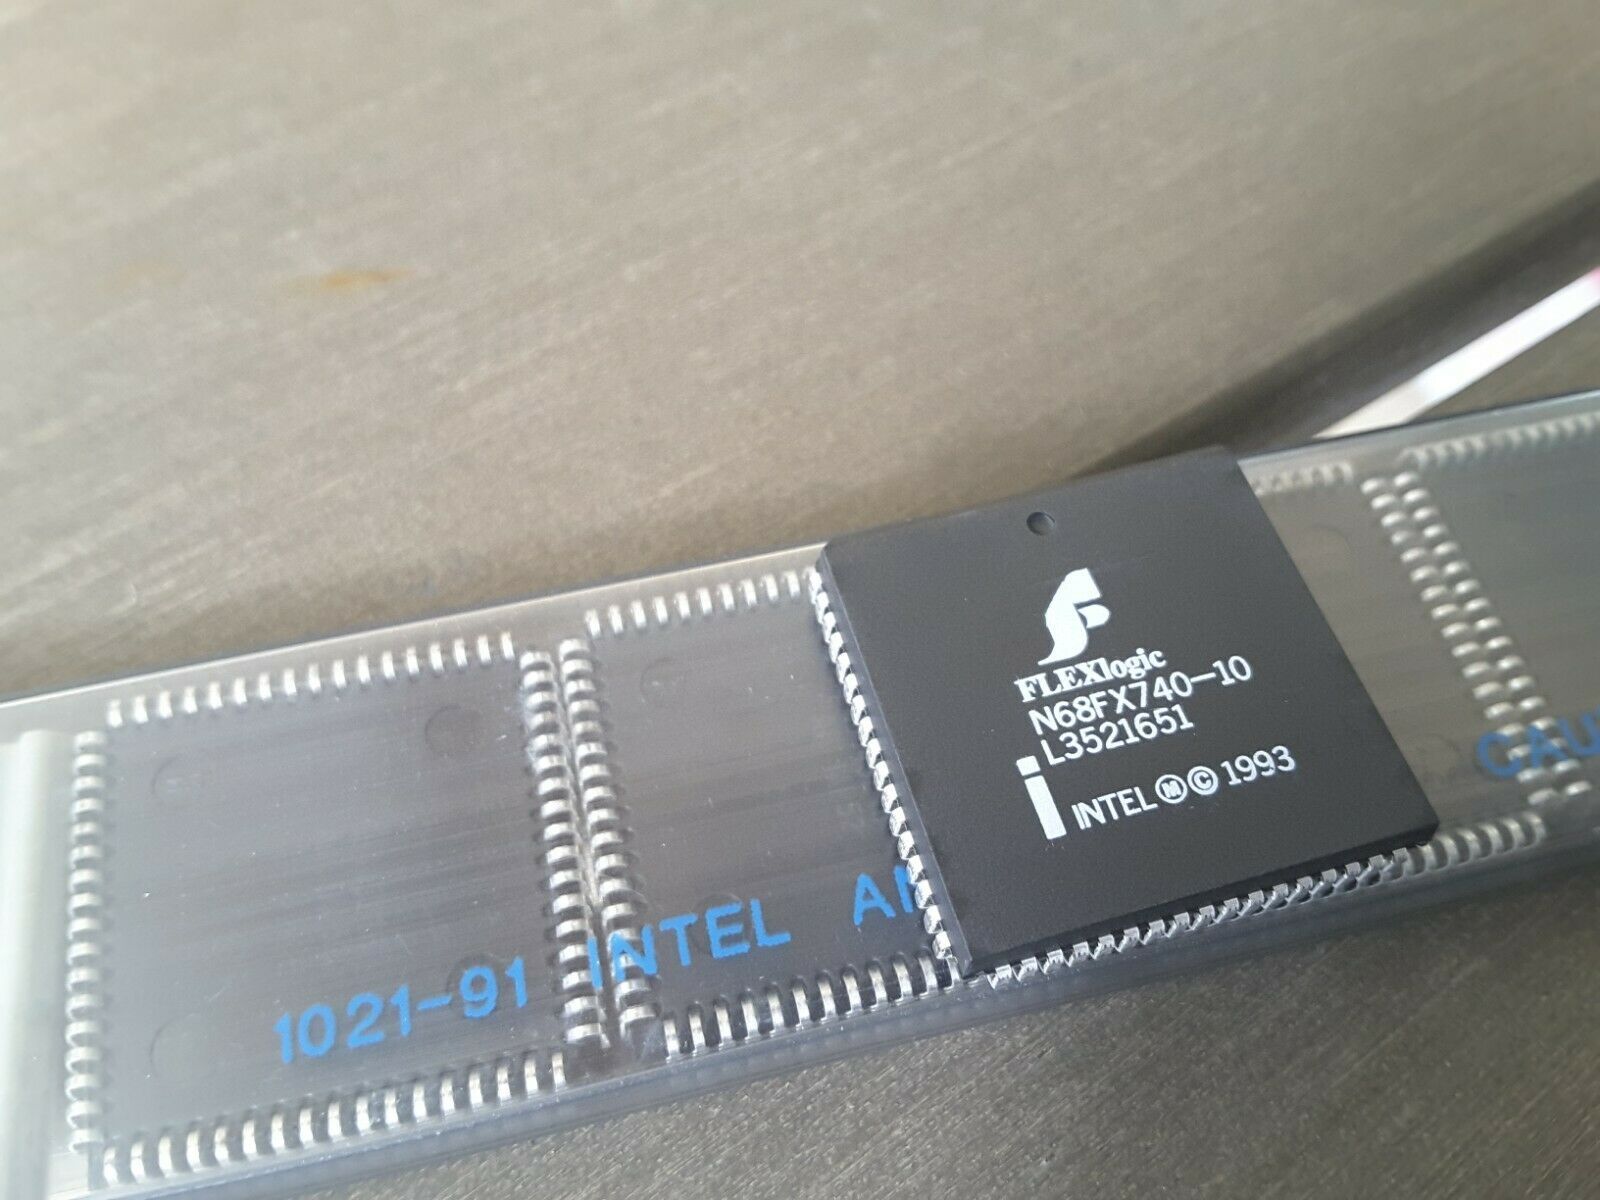 FLEXlogic
N68FX740-10
L3521651
i INTEL Ⓜ © 1993
1021-91 INTEL